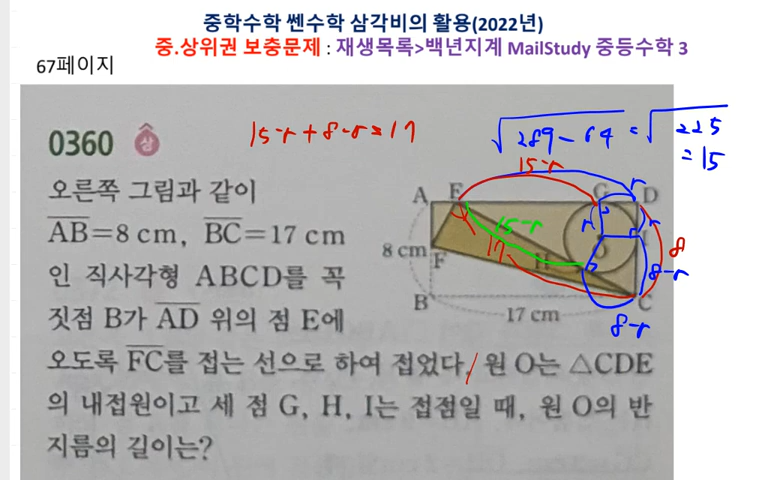 중학수학 쎈수학 삼각비의 활용(2022년)
중.상위권 보충문제 : 재생목록>백년지계 MailStudy 중등수학 3
67페이지
0360 상
15-r+8-r=17
√289-64 = √225
= 15
오른쪽 그림과 같이
AB=8 cm, BC=17 cm
인 직사각형 ABCD를 꼭
짓점 B가 AD 위의 점 E에
오도록 FC를 접는 선으로 하여 접었다. 원 O는 △CDE
의 내접원이고 세 점 G, H, I는 접점일 때, 원 O의 반
지름의 길이는?
15-r
r
A E G D
15-r
r
r
O
I
8
8 cm
F
17
H
8-r
B
C
17 cm
8-r